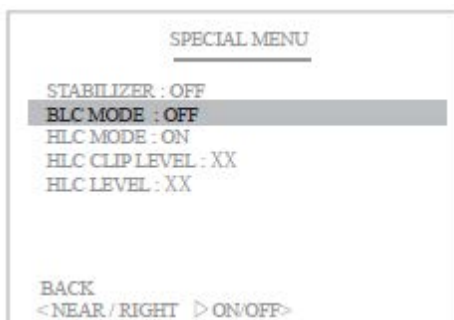 SPECIAL MENU
STABILIZER : OFF
BLC MODE : OFF
HLC MODE : ON
HLC CLIP LEVEL : XX
HLC LEVEL : XX
BACK
<NEAR / RIGHT ▷ ON/OFF>